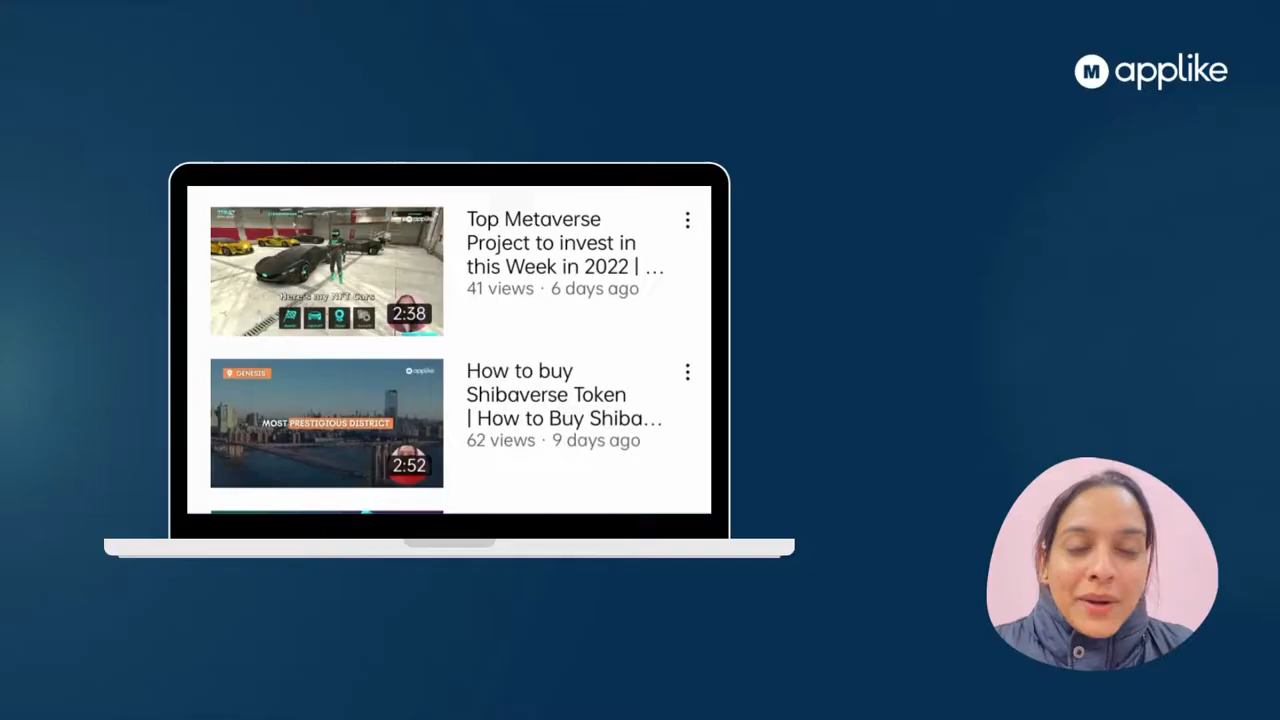 M applike
applike
Here's my NFT Cars
2:38
Top Metaverse
Project to invest in
this Week in 2022 | ...
41 views · 6 days ago
GENESIS
applike
MOST PRESTIGIOUS DISTRICT
2:52
How to buy
Shibaverse Token
| How to Buy Shiba...
62 views · 9 days ago